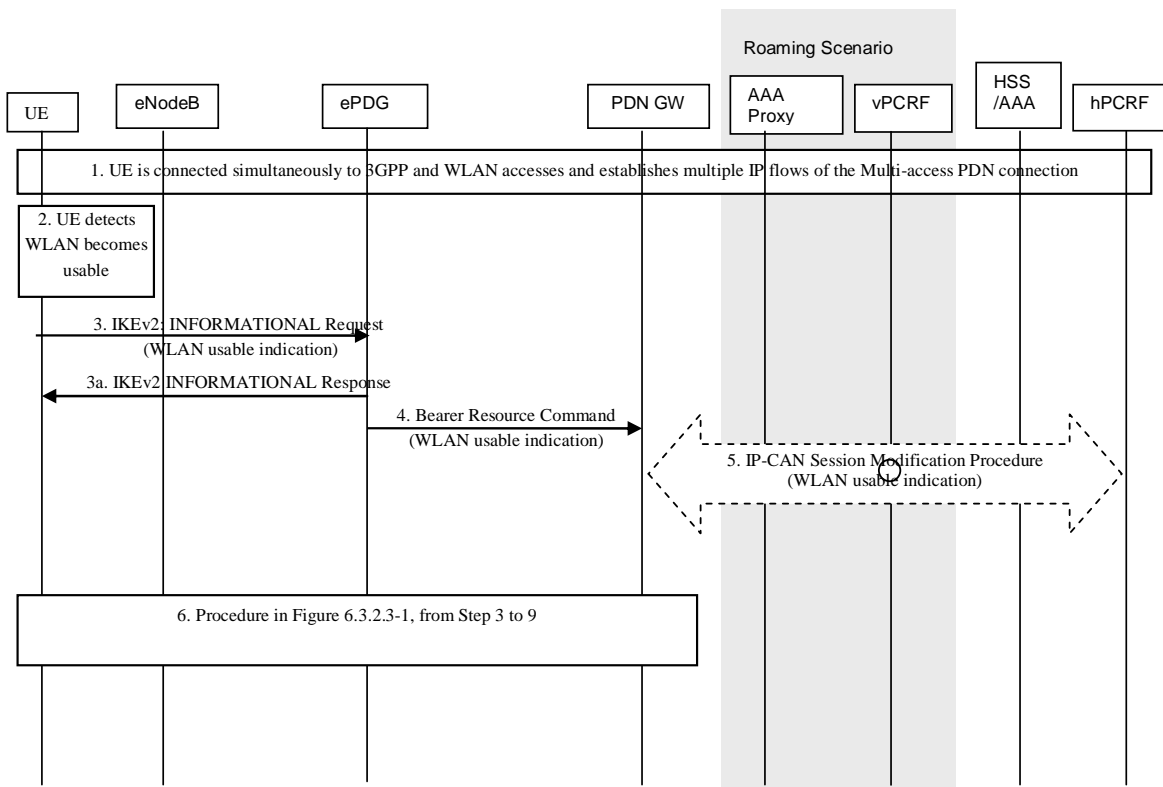 Roaming Scenario
UE
eNodeB
ePDG
PDN GW
AAA
Proxy
vPCRF
HSS
/AAA
hPCRF
1. UE is connected simultaneously to 3GPP and WLAN accesses and establishes multiple IP flows of the Multi-access PDN connection
2. UE detects
WLAN becomes
usable
3. IKEv2: INFORMATIONAL Request
(WLAN usable indication)
3a. IKEv2 INFORMATIONAL Response
4. Bearer Resource Command
(WLAN usable indication)
5. IP-CAN Session Modification Procedure
(WLAN usable indication)
6. Procedure in Figure 6.3.2.3-1, from Step 3 to 9